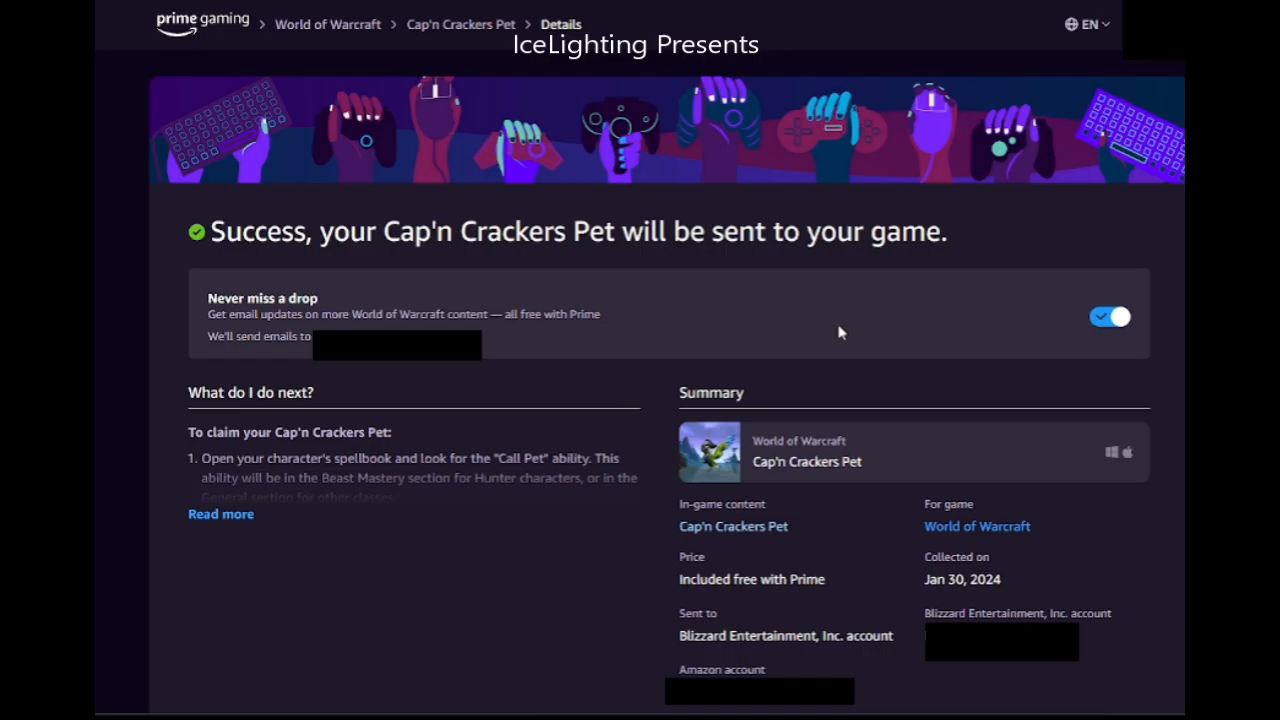 prime gaming > World of Warcraft > Cap'n Crackers Pet > Details
EN
IceLighting Presents
Success, your Cap'n Crackers Pet will be sent to your game.
Never miss a drop
Get email updates on more World of Warcraft content — all free with Prime
We'll send emails to
What do I do next?
To claim your Cap'n Crackers Pet:
1. Open your character's spellbook and look for the "Call Pet" ability. This
ability will be in the Beast Mastery section for Hunter characters, or in the
General section for other classes.
Read more
Summary
World of Warcraft
Cap'n Crackers Pet
In-game content
Cap'n Crackers Pet
For game
World of Warcraft
Price
Included free with Prime
Collected on
Jan 30, 2024
Sent to
Blizzard Entertainment, Inc. account
Blizzard Entertainment, Inc. account
Amazon account